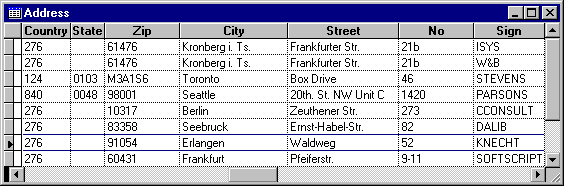 Address
Country State Zip City Street No Sign
276 61476 Kronberg i. Ts. Frankfurter Str. 21b ISYS
276 61476 Kronberg i. Ts. Frankfurter Str. 21b W&B
124 0103 M3A1S6 Toronto Box Drive 46 STEVENS
840 0048 98001 Seattle 20th. St. NW Unit C 1420 PARSONS
276 10317 Berlin Zeuthener Str. 273 CCONSULT
276 83358 Seebruck Ernst-Habel-Str. 82 DALIB
276 91054 Erlangen Waldweg 52 KNECHT
276 60431 Frankfurt Pfeiferstr. 9-11 SOFTSCRIPT